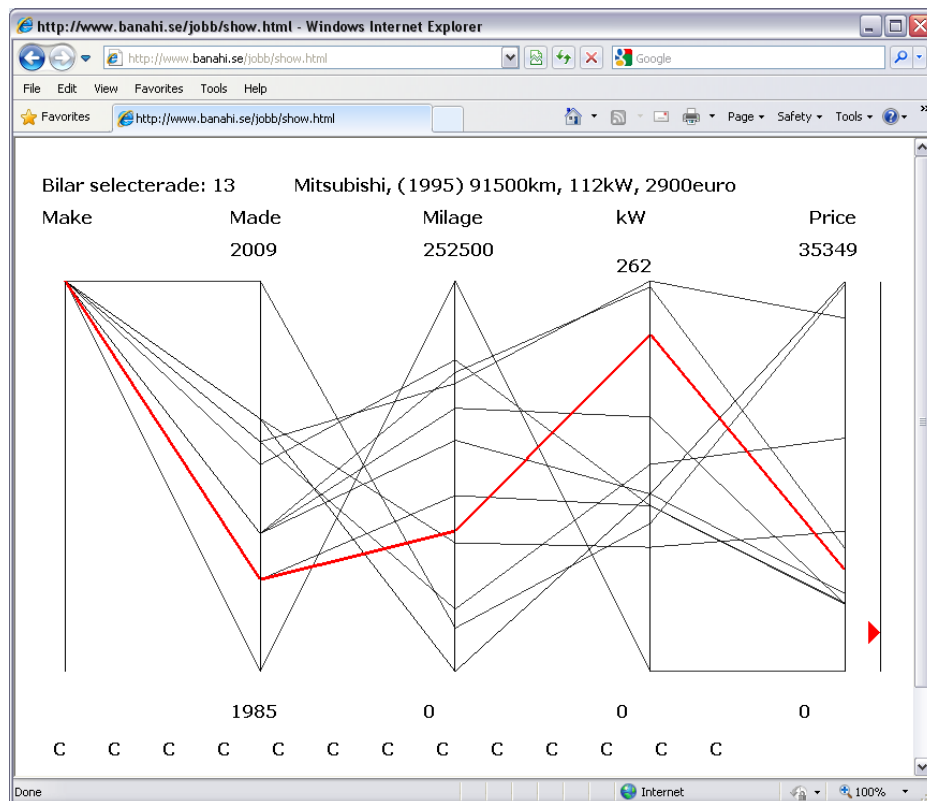 http://www.banahi.se/jobb/show.html - Windows Internet Explorer
http://www.banahi.se/jobb/show.html Google
File Edit View Favorites Tools Help
Favorites http://www.banahi.se/jobb/show.html Page Safety Tools
Bilar selecterade: 13 Mitsubishi, (1995) 91500km, 112kW, 2900euro
Make Made Milage kW Price
2009 252500 262 35349
1985 0 0 0
C C C C C C C C C C C C C
Done Internet 100%